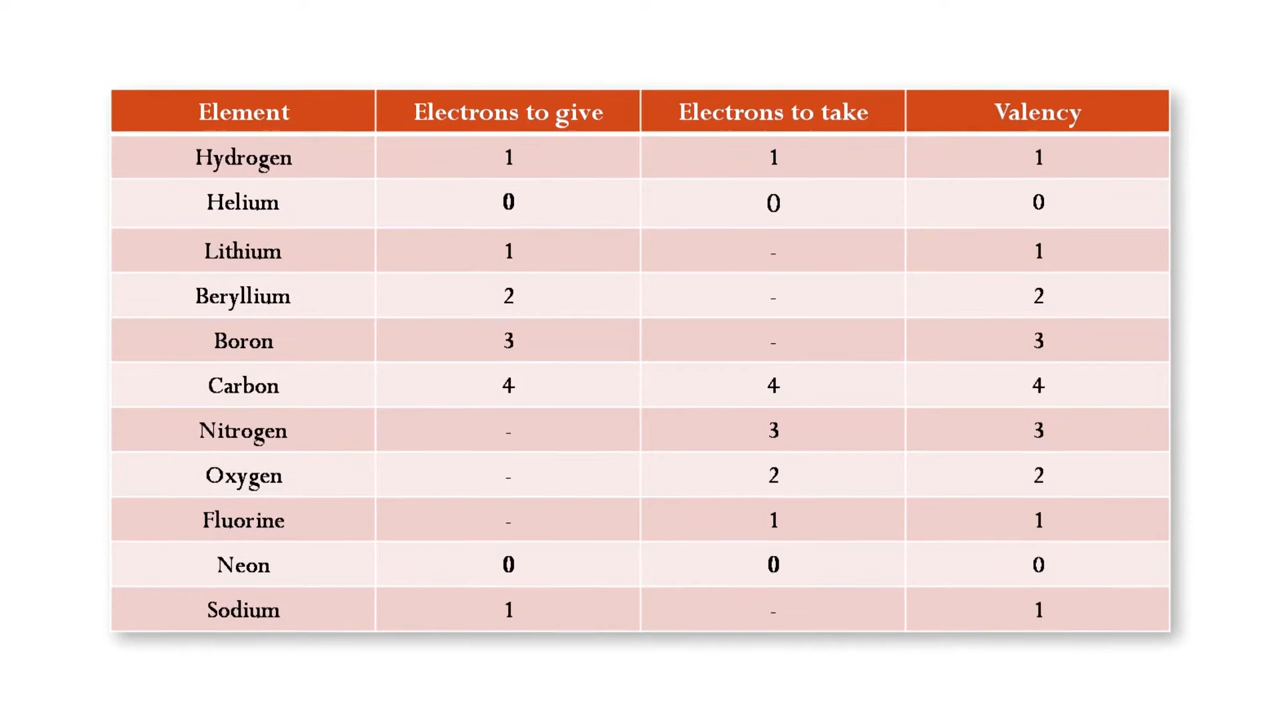 Element Electrons to give Electrons to take Valency
Hydrogen 1 1 1
Helium 0 0 0
Lithium 1 - 1
Beryllium 2 - 2
Boron 3 - 3
Carbon 4 4 4
Nitrogen - 3 3
Oxygen - 2 2
Fluorine - 1 1
Neon 0 0 0
Sodium 1 - 1